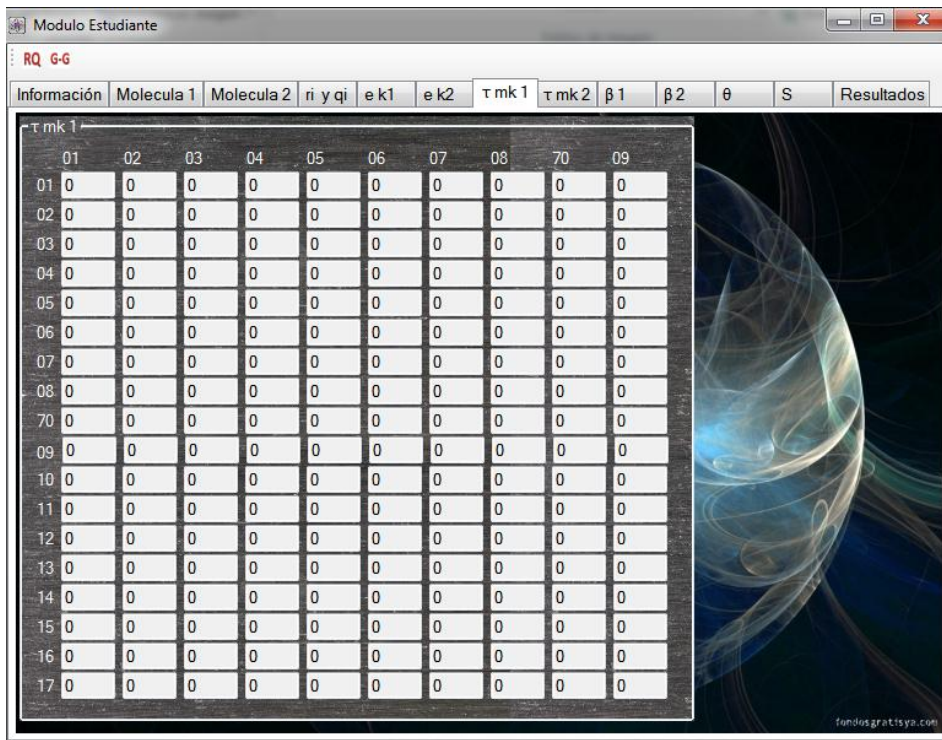 Modulo Estudiante
RQ G-G
Información Molecula 1 Molecula 2 ri y qi e k1 e k2 τ mk 1 τ mk 2 β 1 β 2 θ S Resultados
τ mk 1
01 02 03 04 05 06 07 08 70 09
01 0 0 0 0 0 0 0 0 0 0
02 0 0 0 0 0 0 0 0 0 0
03 0 0 0 0 0 0 0 0 0 0
04 0 0 0 0 0 0 0 0 0 0
05 0 0 0 0 0 0 0 0 0 0
06 0 0 0 0 0 0 0 0 0 0
07 0 0 0 0 0 0 0 0 0 0
08 0 0 0 0 0 0 0 0 0 0
70 0 0 0 0 0 0 0 0 0 0
09 0 0 0 0 0 0 0 0 0 0
10 0 0 0 0 0 0 0 0 0 0
11 0 0 0 0 0 0 0 0 0 0
12 0 0 0 0 0 0 0 0 0 0
13 0 0 0 0 0 0 0 0 0 0
14 0 0 0 0 0 0 0 0 0 0
15 0 0 0 0 0 0 0 0 0 0
16 0 0 0 0 0 0 0 0 0 0
17 0 0 0 0 0 0 0 0 0 0
fondosgratisya.com